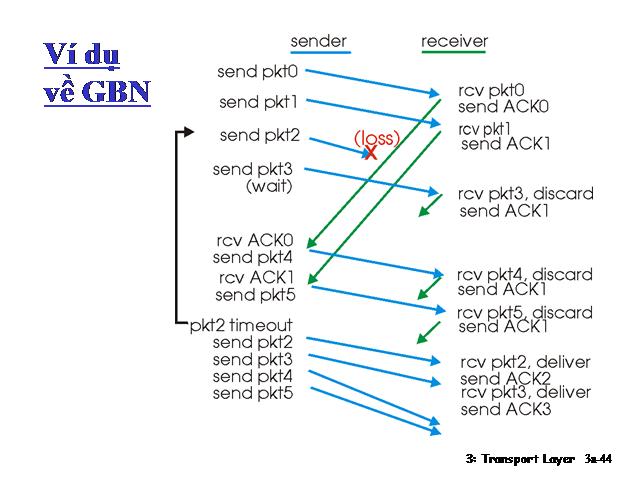 Ví dụ
về GBN
sender
receiver
send pkt0
send pkt1
send pkt2
send pkt3
(wait)
rcv ACK0
send pkt4
rcv ACK1
send pkt5
pkt2 timeout
send pkt2
send pkt3
send pkt4
send pkt5
(loss)
X
rcv pkt0
send ACK0
rcv pkt1
send ACK1
rcv pkt3, discard
send ACK1
rcv pkt4, discard
send ACK1
rcv pkt5, discard
send ACK1
rcv pkt2, deliver
send ACK2
rcv pkt3, deliver
send ACK3
3: Transport Layer 3a-44